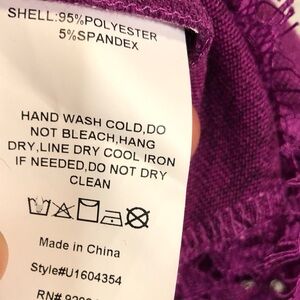 SHELL:95%POLYESTER
5%SPANDEX
HAND WASH COLD,DO
NOT BLEACH,HANG
DRY,LINE DRY COOL IRON
IF NEEDED,DO NOT DRY
CLEAN
Made in China
Style#U1604354
RN#